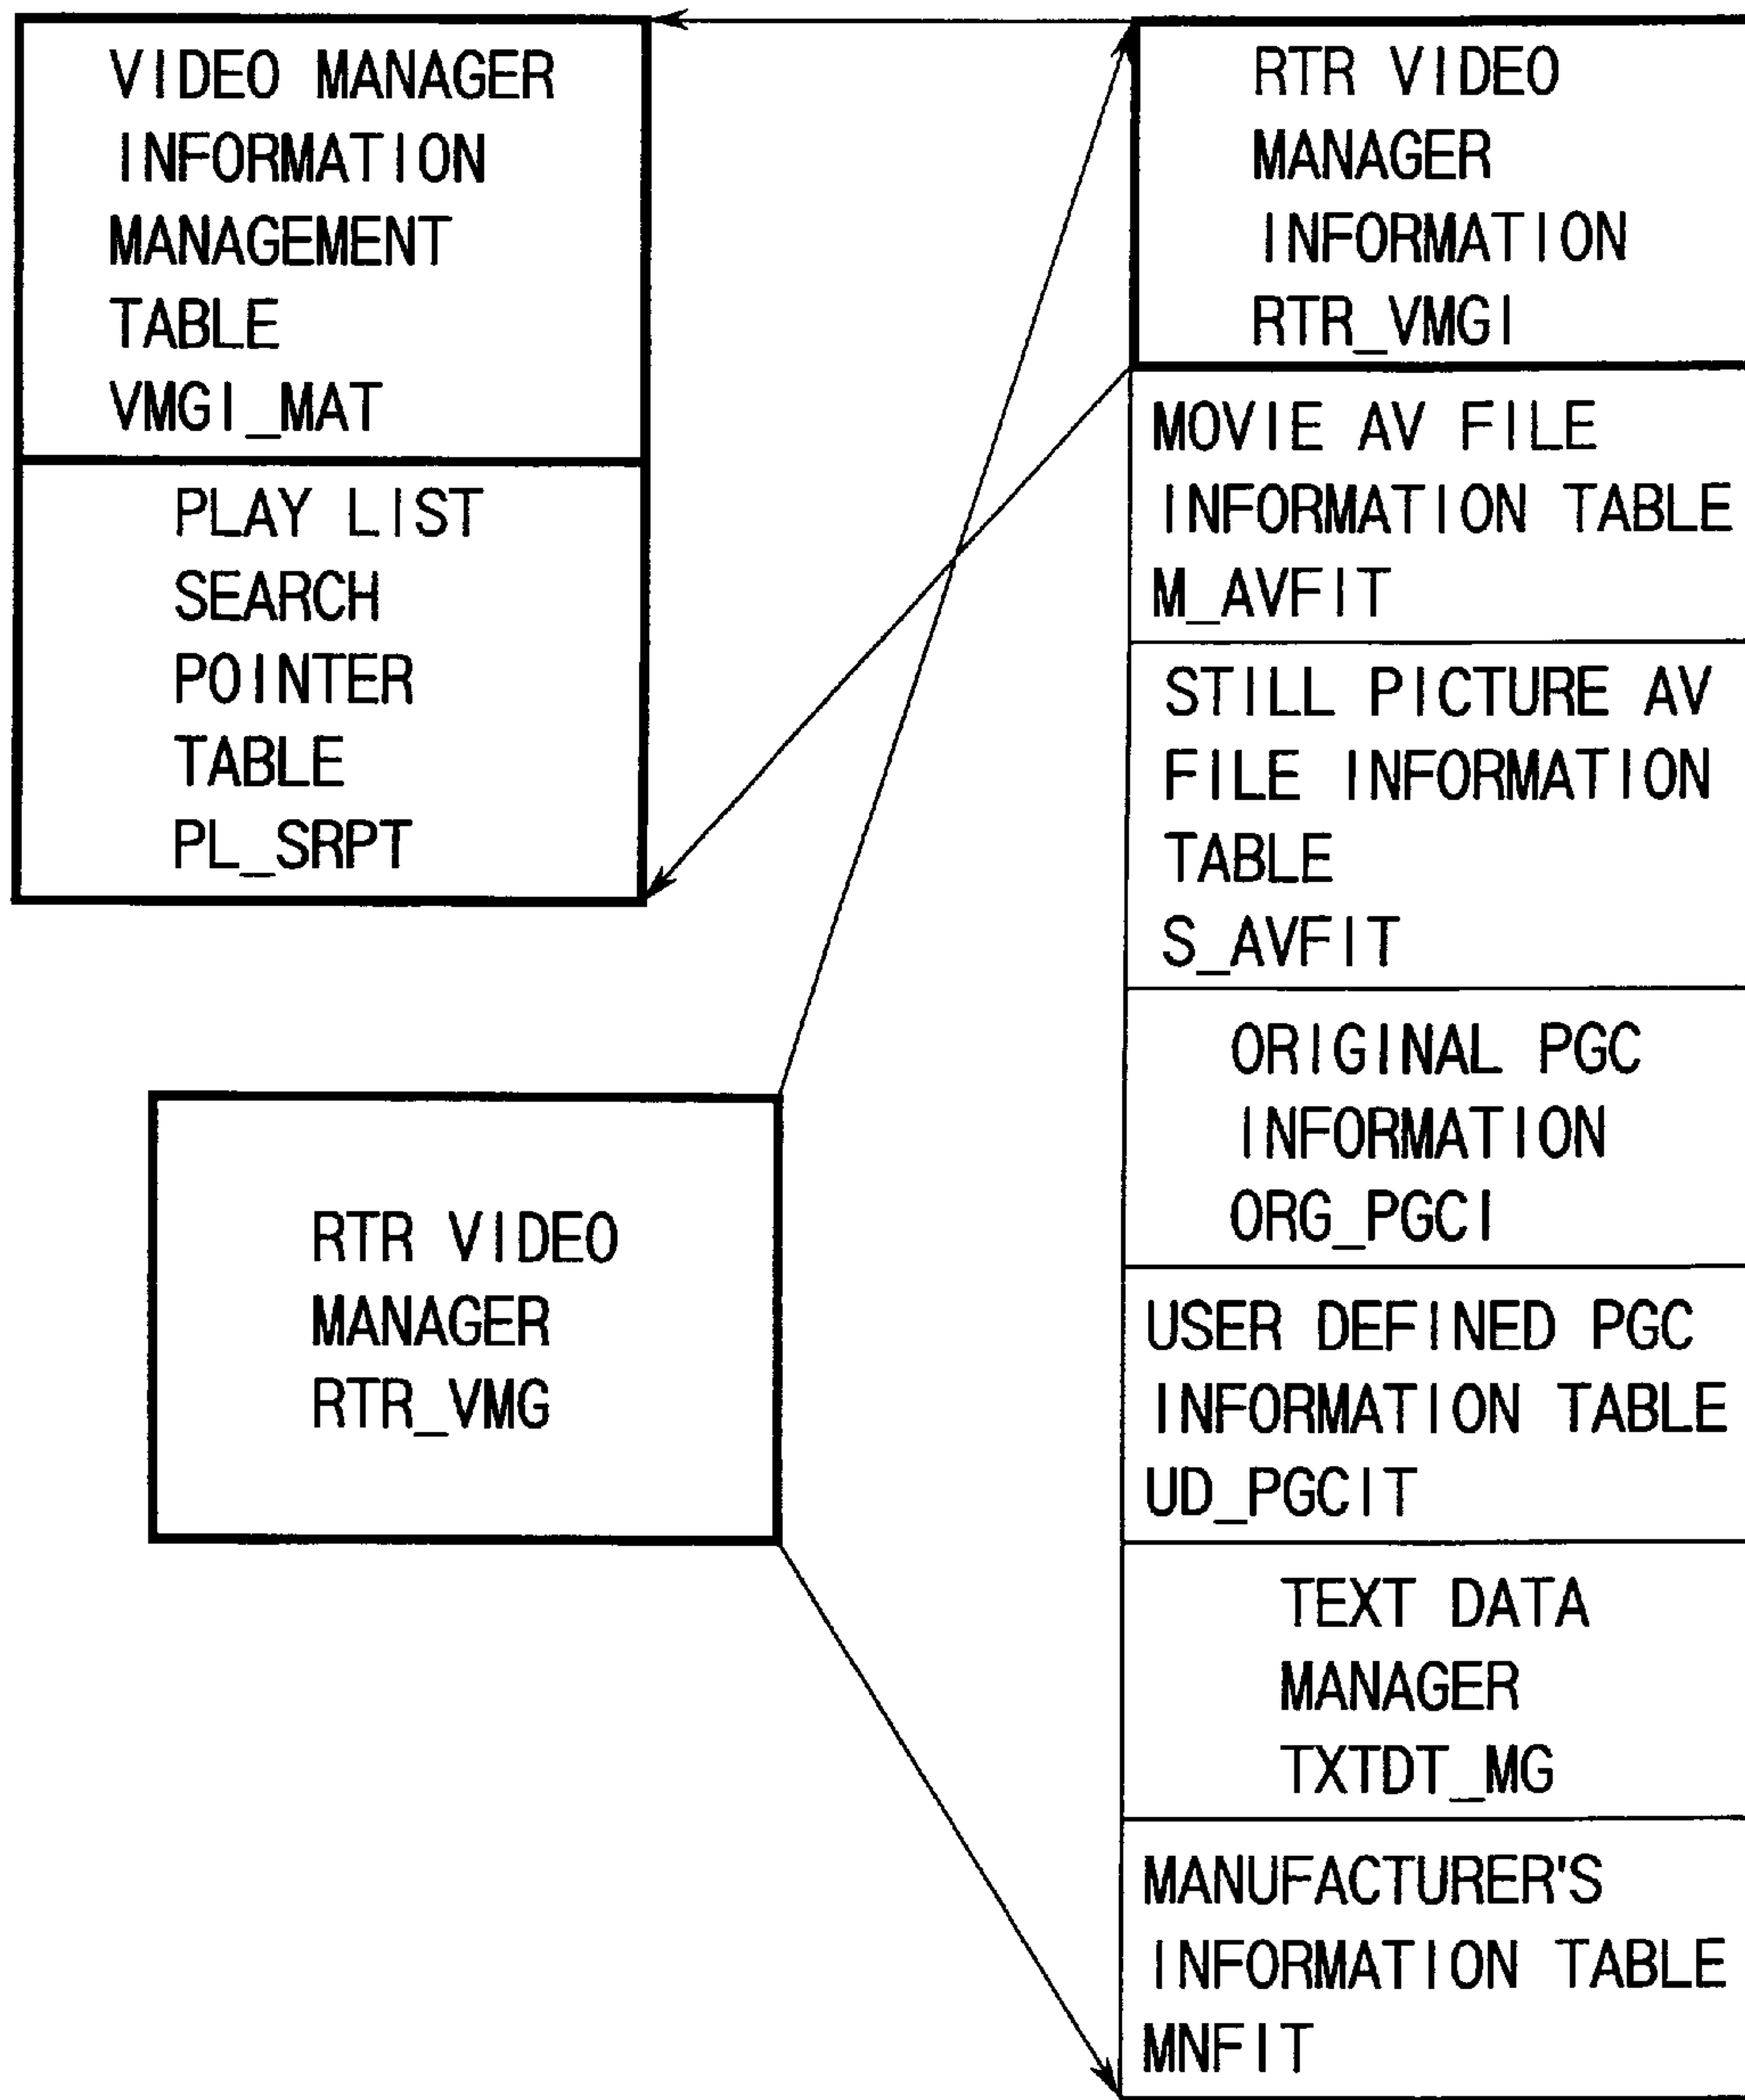 VIDEO MANAGER
INFORMATION
MANAGEMENT
TABLE
VMGI_MAT
PLAY LIST
SEARCH
POINTER
TABLE
PL_SRPT
RTR VIDEO
MANAGER
RTR_VMG
RTR VIDEO
MANAGER
INFORMATION
RTR_VMGI
MOVIE AV FILE
INFORMATION TABLE
M_AVFIT
STILL PICTURE AV
FILE INFORMATION
TABLE
S_AVFIT
ORIGINAL PGC
INFORMATION
ORG_PGCI
USER DEFINED PGC
INFORMATION TABLE
UD_PGCIT
TEXT DATA
MANAGER
TXTDT_MG
MANUFACTURER'S
INFORMATION TABLE
MNFIT